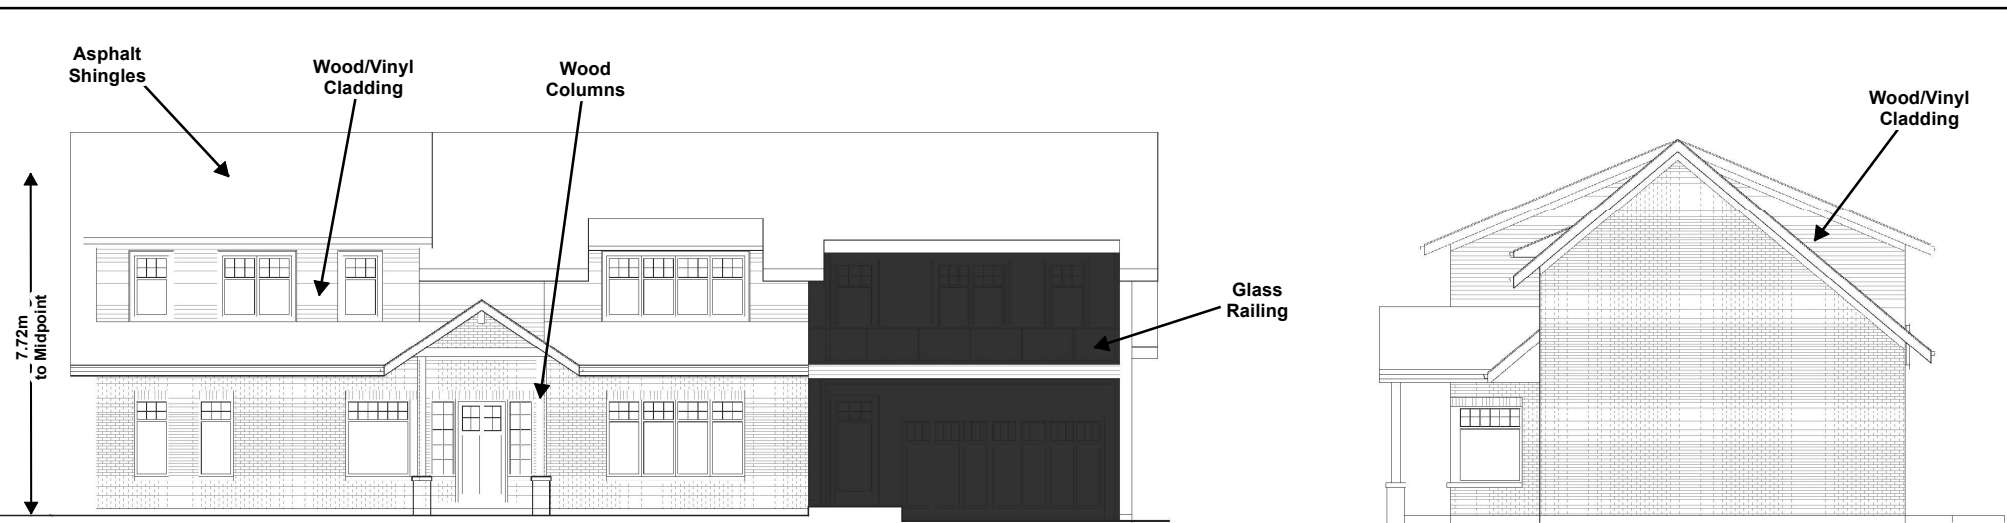 Asphalt
Shingles
Wood/Vinyl
Cladding
Wood
Columns
Wood/Vinyl
Cladding
Glass
Railing
7.72m
to Midpoint